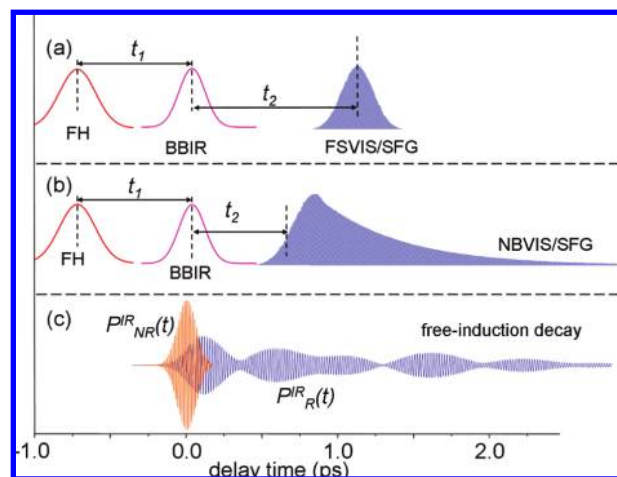 (a)
t1
t2
FH
BBIR
FSVIS/SFG
(b)
t1
t2
FH
BBIR
NBVIS/SFG
(c)
P^IR_NR(t)
free-induction decay
P^IR_R(t)
-1.0 0.0 1.0 2.0
delay time (ps)